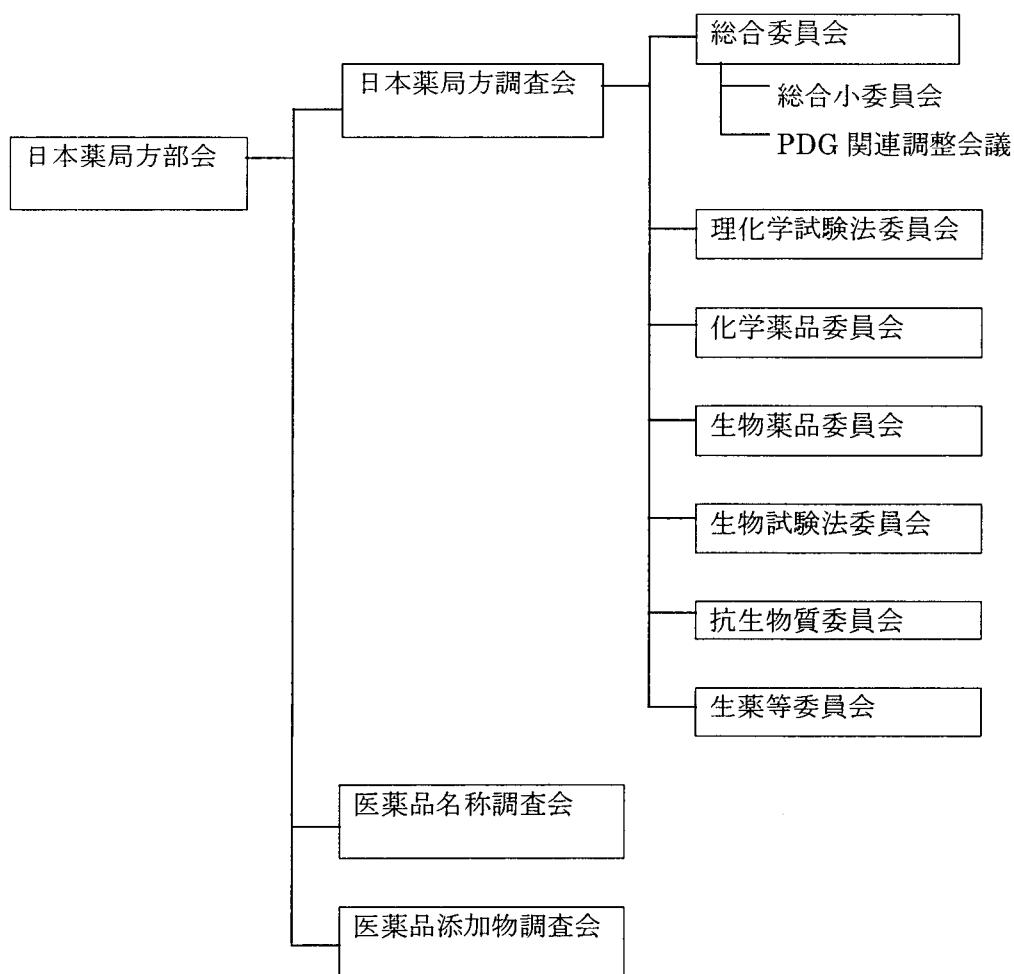 日本薬局方部会
日本薬局方調査会
総合委員会
総合小委員会
PDG 関連調整会議
理化学試験法委員会
化学薬品委員会
生物薬品委員会
生物試験法委員会
抗生物質委員会
生薬等委員会
医薬品名称調査会
医薬品添加物調査会